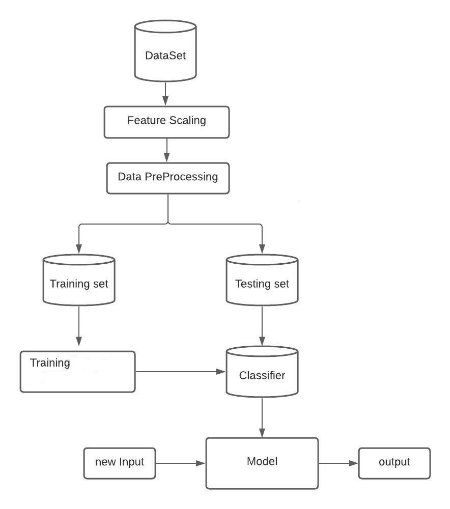 DataSet
Feature Scaling
Data PreProcessing
Training set
Testing set
Training
Classifier
new Input
Model
output